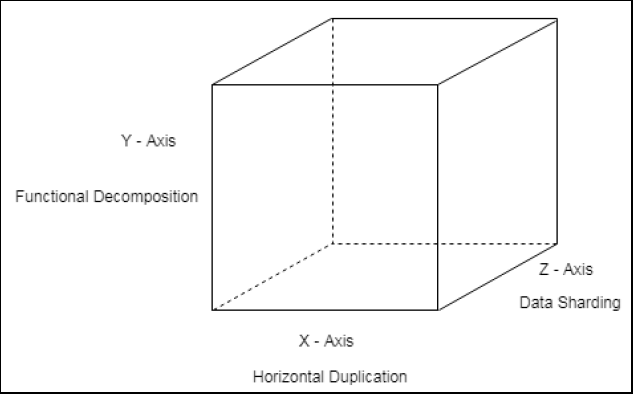 Y - Axis
Functional Decomposition
Z - Axis
Data Sharding
X - Axis
Horizontal Duplication